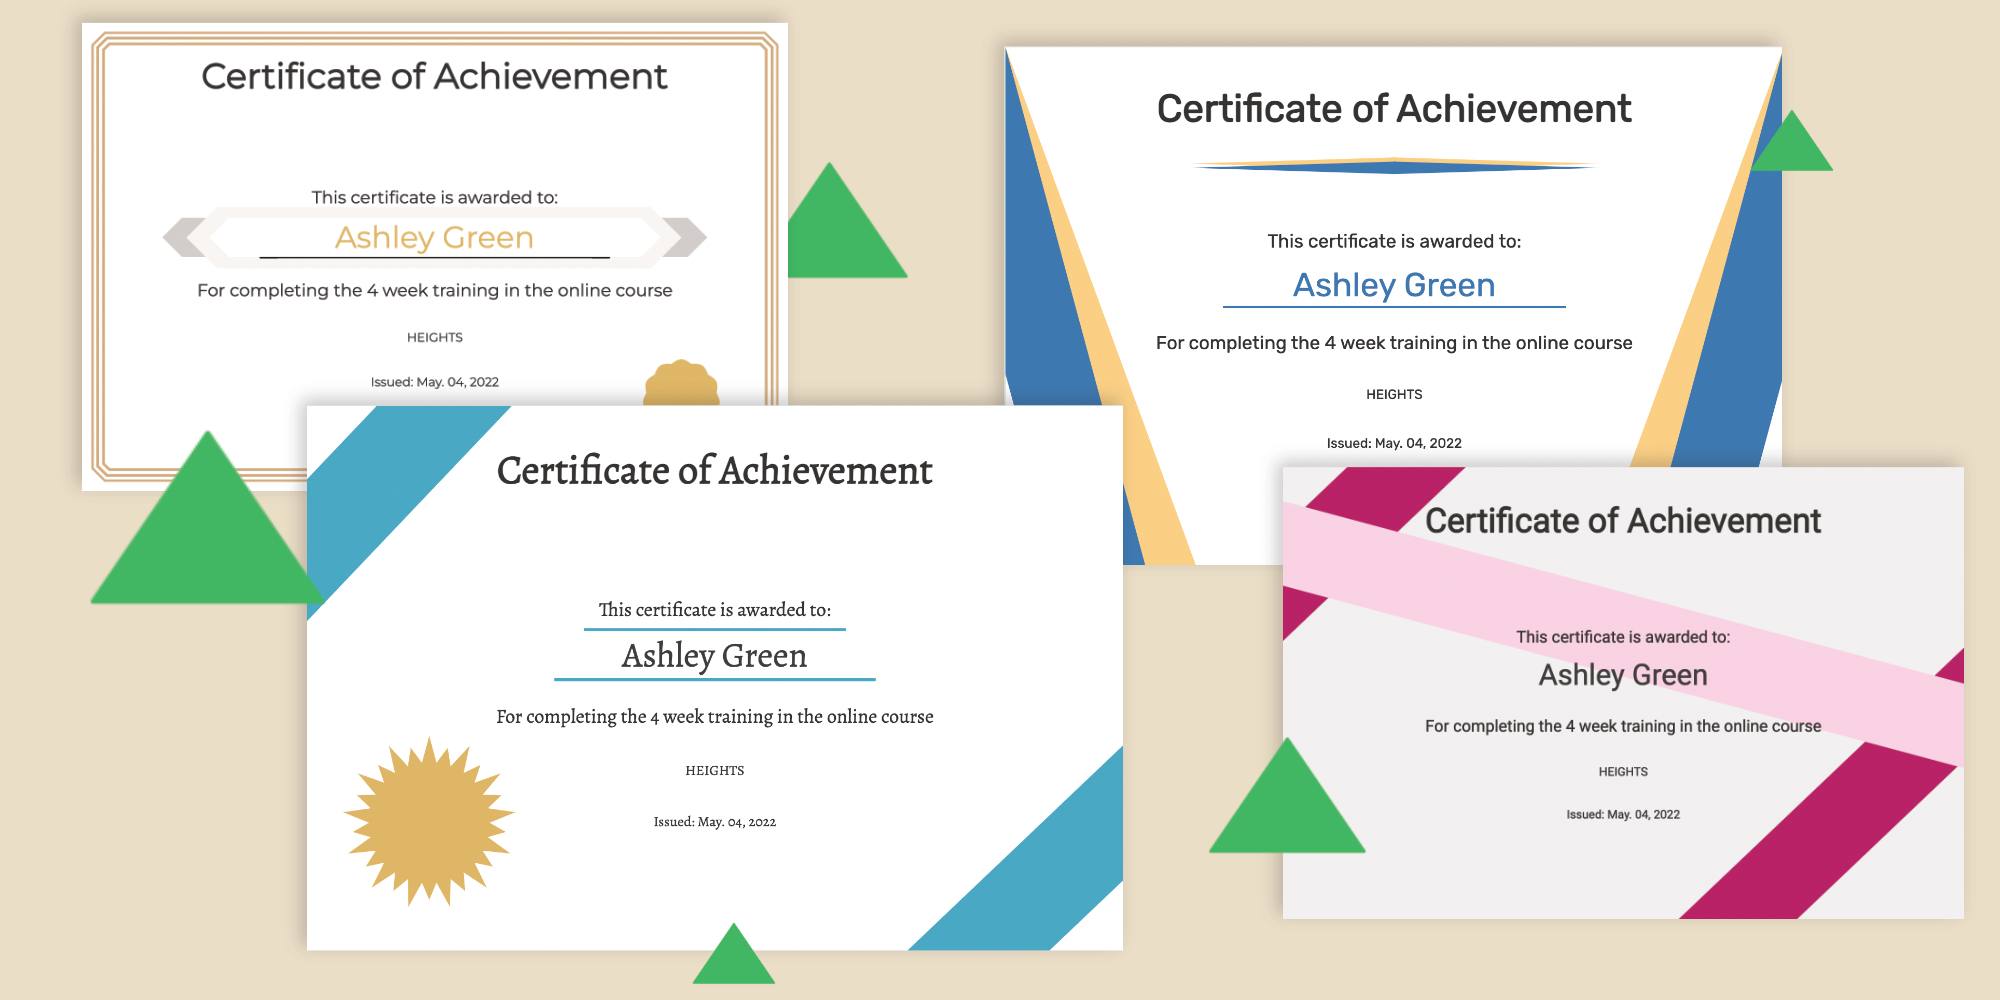 Certificate of Achievement
This certificate is awarded to:
Ashley Green
For completing the 4 week training in the online course
HEIGHTS
Issued: May. 04, 2022
Certificate of Achievement
This certificate is awarded to:
Ashley Green
For completing the 4 week training in the online course
HEIGHTS
Issued: May. 04, 2022
Certificate of Achievement
This certificate is awarded to:
Ashley Green
For completing the 4 week training in the online course
HEIGHTS
Issued: May. 04, 2022
Certificate of Achievement
This certificate is awarded to:
Ashley Green
For completing the 4 week training in the online course
HEIGHTS
Issued: May. 04, 2022